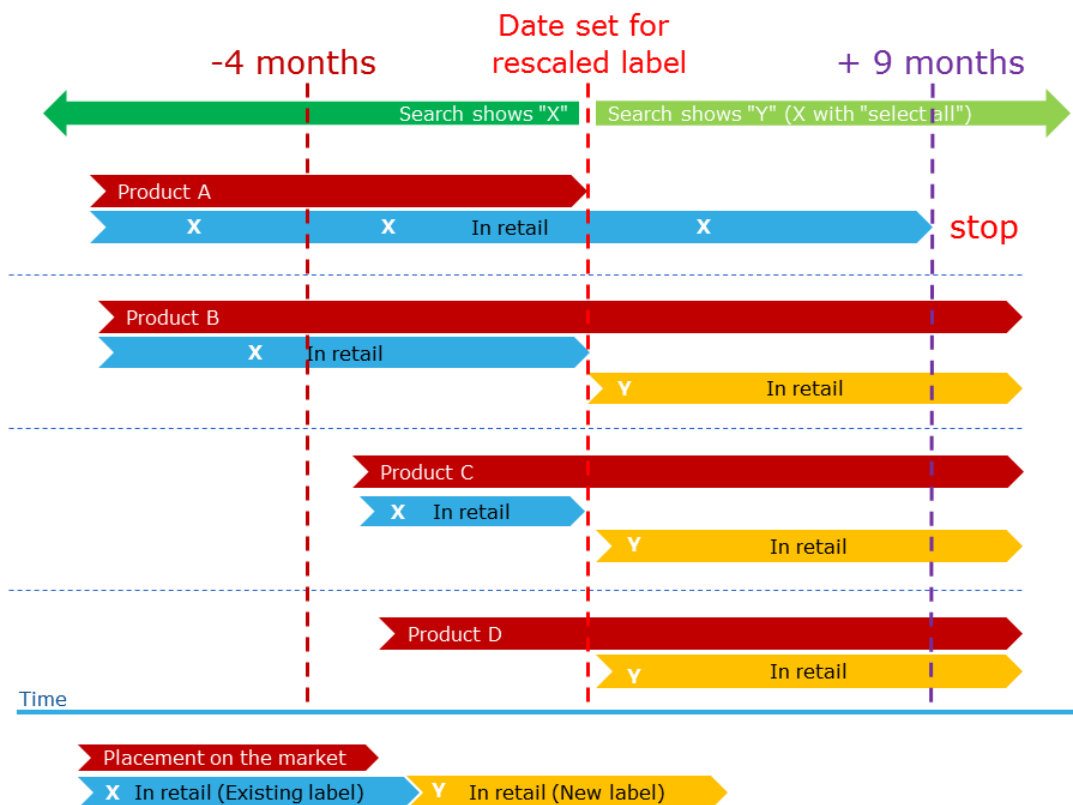 Date set for
rescaled label
-4 months
+ 9 months
Search shows "X"
Search shows "Y" (X with "select all")
Product A
X X In retail X
stop
Product B
X In retail
Y In retail
Product C
X In retail
Y In retail
Product D
Y In retail
Time
Placement on the market
X In retail (Existing label)
Y In retail (New label)